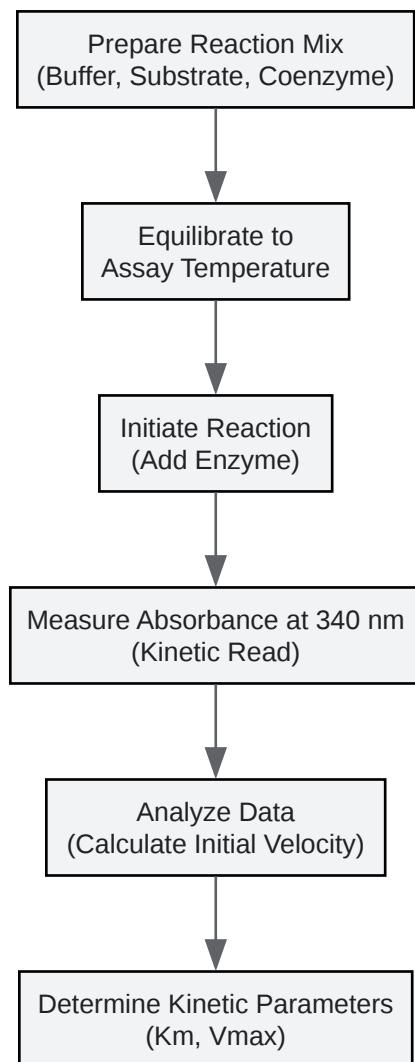 Prepare Reaction Mix
(Buffer, Substrate, Coenzyme)
Equilibrate to
Assay Temperature
Initiate Reaction
(Add Enzyme)
Measure Absorbance at 340 nm
(Kinetic Read)
Analyze Data
(Calculate Initial Velocity)
Determine Kinetic Parameters
(Km, Vmax)